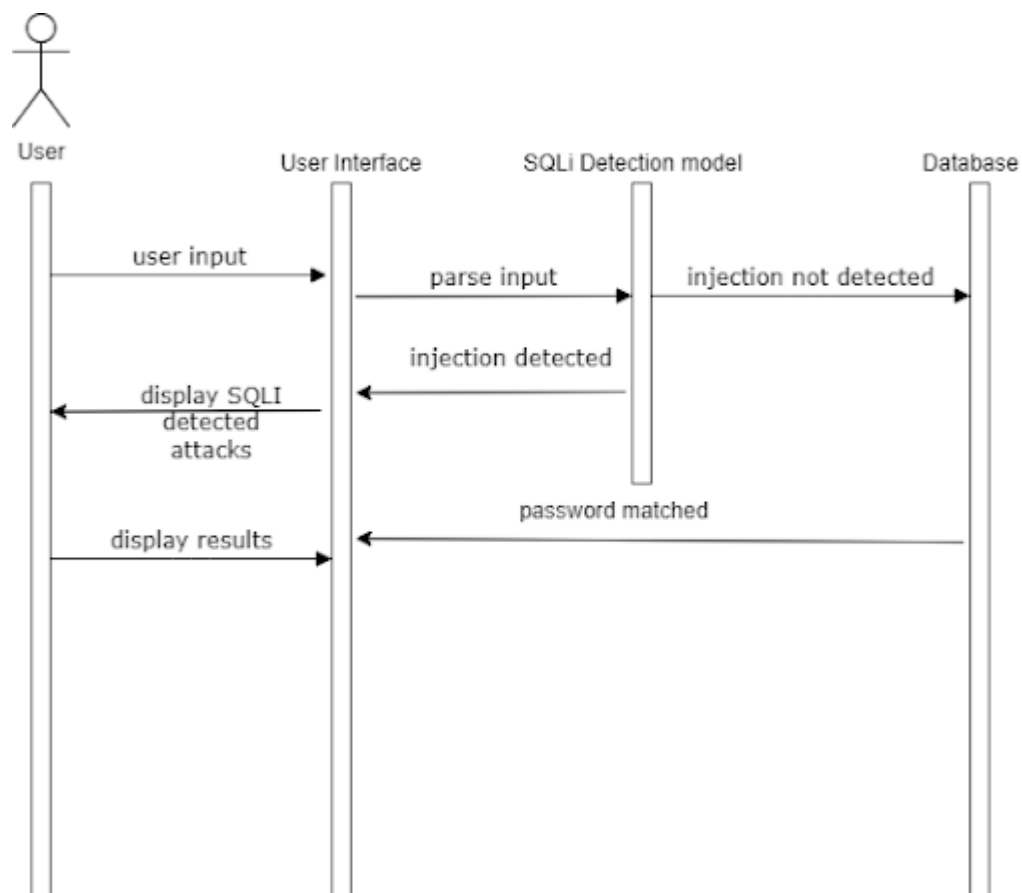 User
User Interface
SQLi Detection model
Database
user input
parse input
injection not detected
injection detected
display SQLI
detected
attacks
password matched
display results